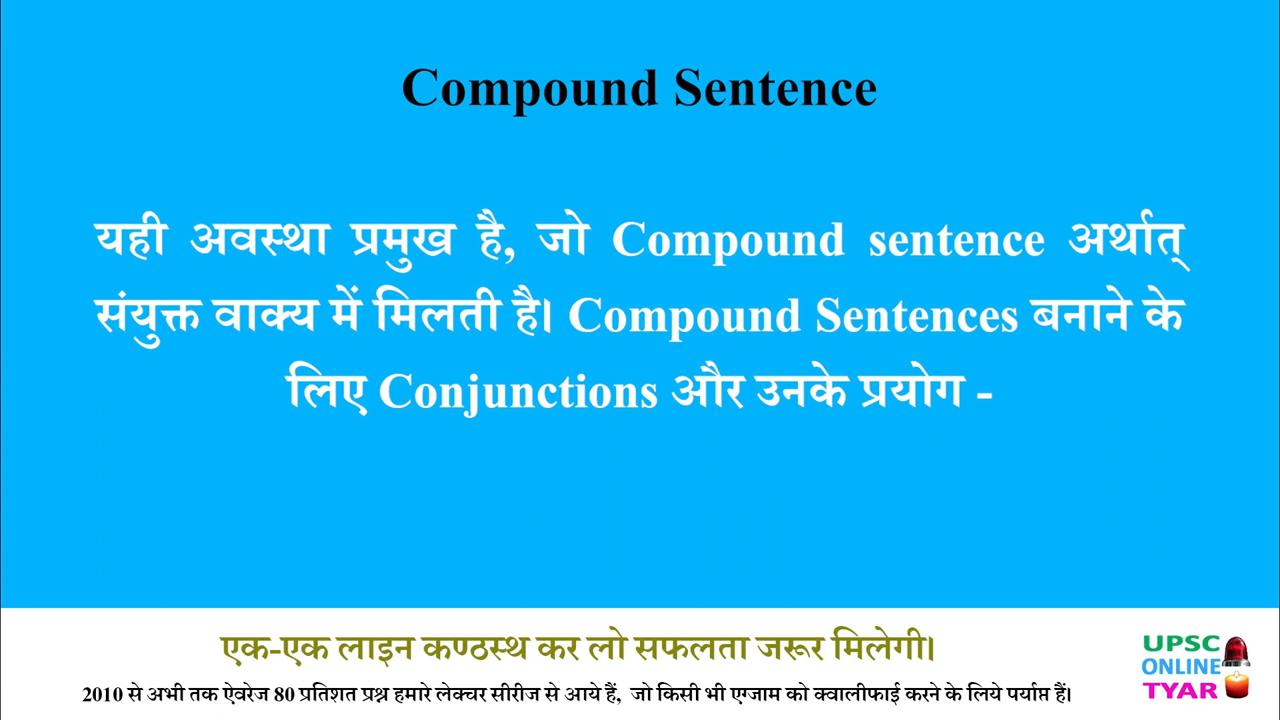 Compound Sentence
यही अवस्था प्रमुख है, जो Compound sentence अर्थात्
संयुक्त वाक्य में मिलती है। Compound Sentences बनाने के
लिए Conjunctions और उनके प्रयोग -
एक-एक लाइन कण्ठस्थ कर लो सफलता जरूर मिलेगी।
2010 से अभी तक ऐवरेज 80 प्रतिशत प्रश्न हमारे लेक्चर सीरीज से आये हैं, जो किसी भी एग्जाम को क्वालीफाई करने के लिये पर्याप्त हैं।
UPSC
ONLINE
TYAR